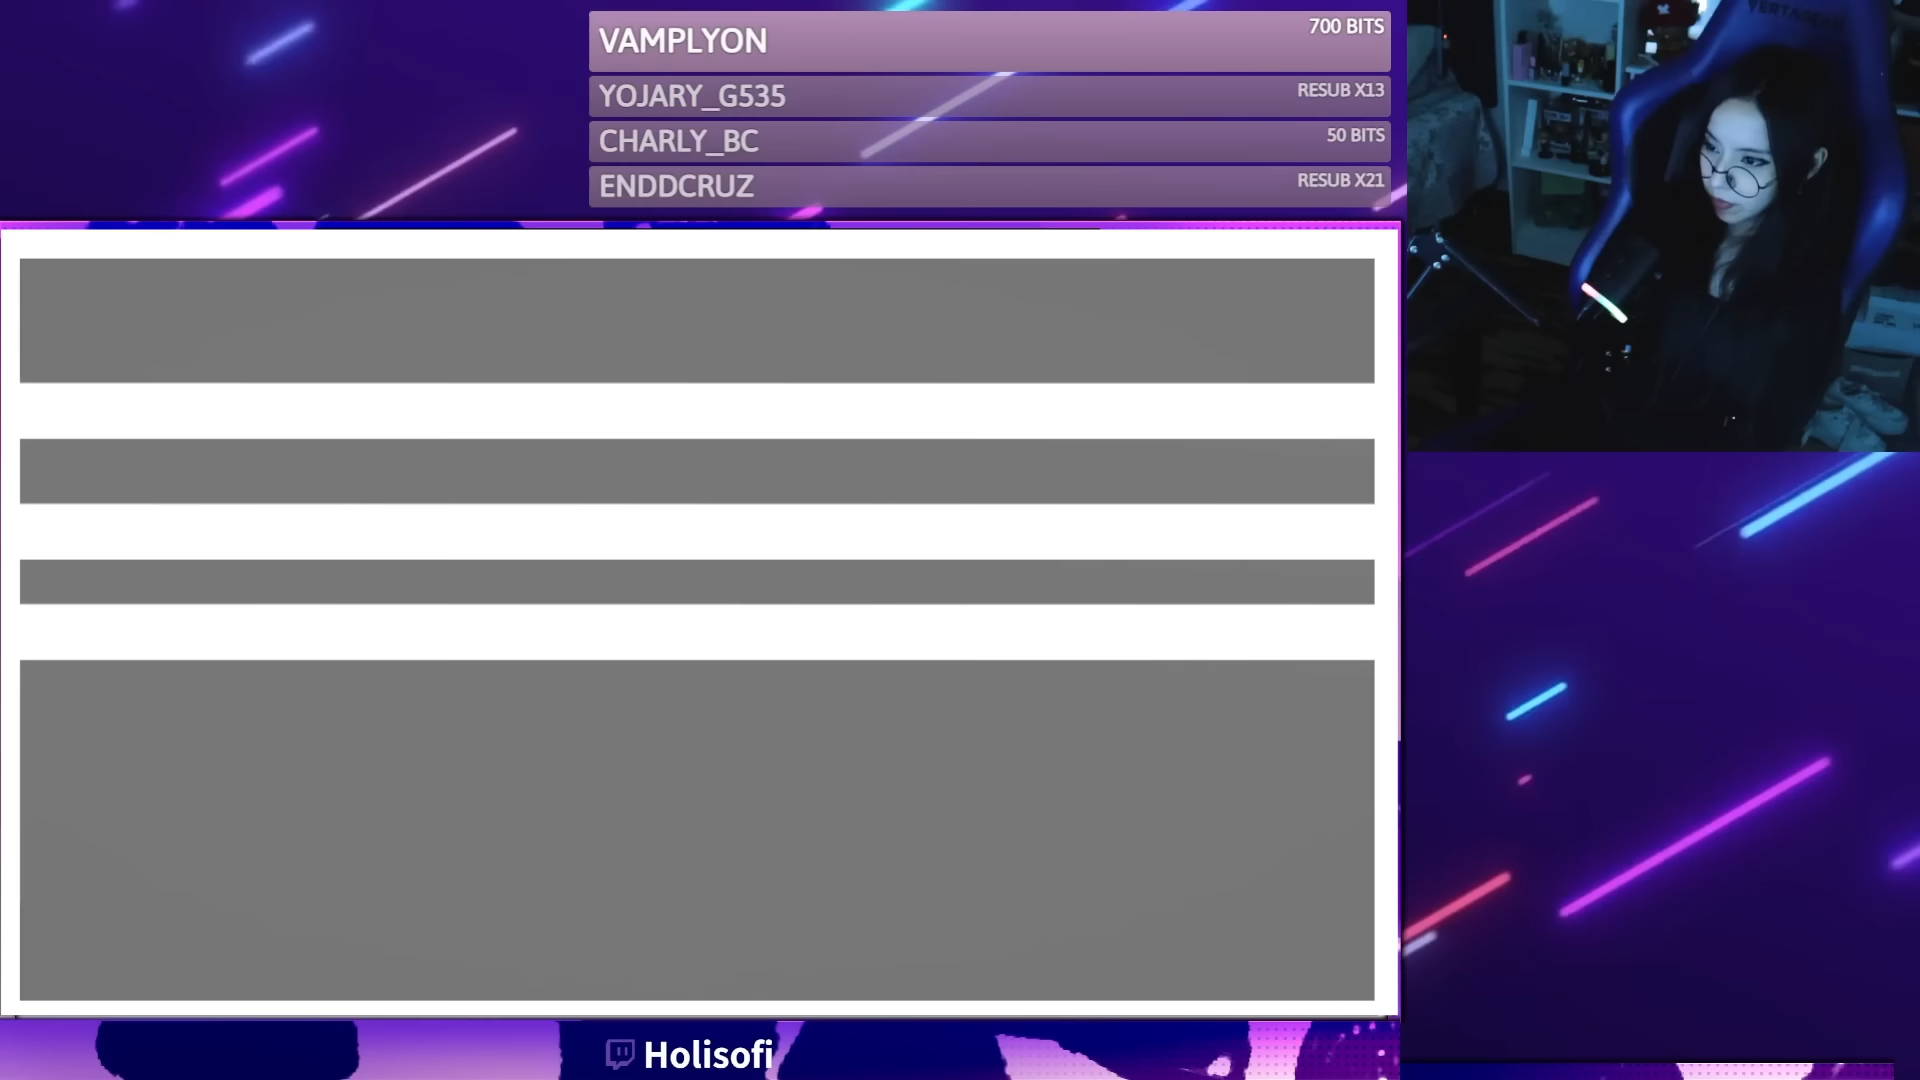 VAMPLYON 700 BITS
YOJARY_G535 RESUB X13
CHARLY_BC 50 BITS
ENDDCRUZ RESUB X21
Holisofi